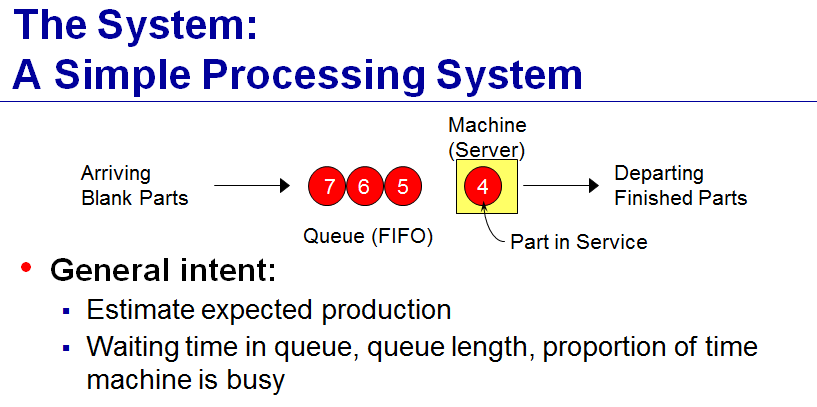 The System:
A Simple Processing System
Machine
(Server)
Arriving
Blank Parts
7 6 5
4
Departing
Finished Parts
Queue (FIFO)
Part in Service
• General intent:
▪ Estimate expected production
▪ Waiting time in queue, queue length, proportion of time
machine is busy